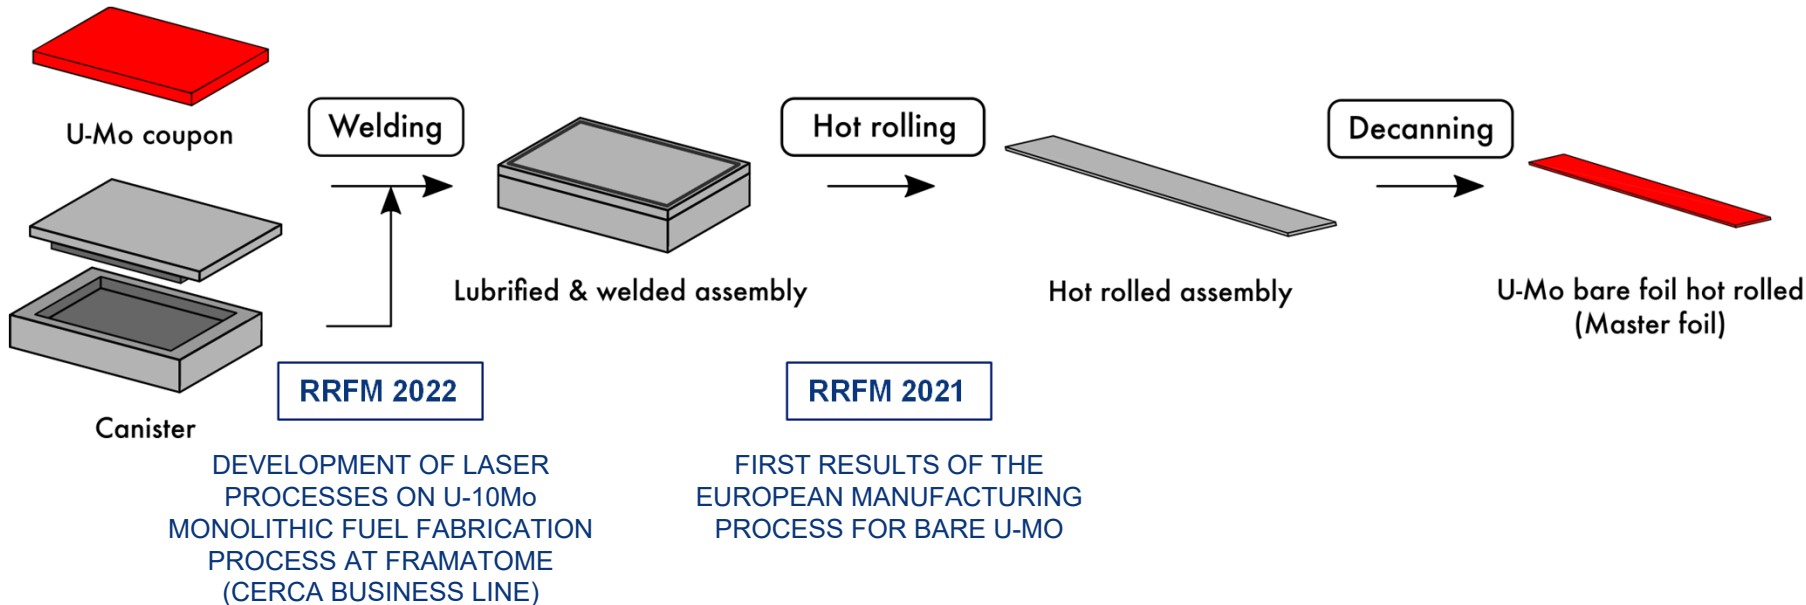 U-Mo coupon
Welding
Hot rolling
Decanning
Canister
Lubrified & welded assembly
Hot rolled assembly
U-Mo bare foil hot rolled
(Master foil)
RRFM 2022
DEVELOPMENT OF LASER
PROCESSES ON U-10Mo
MONOLITHIC FUEL FABRICATION
PROCESS AT FRAMATOME
(CERCA BUSINESS LINE)
RRFM 2021
FIRST RESULTS OF THE
EUROPEAN MANUFACTURING
PROCESS FOR BARE U-MO